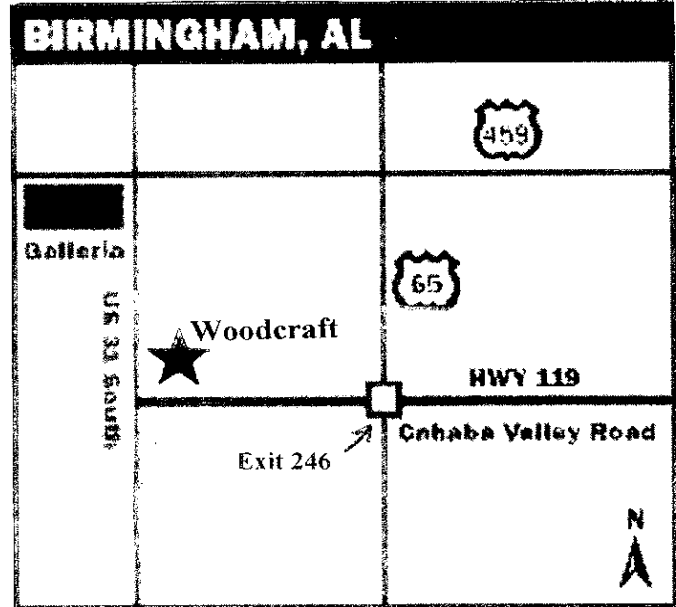 BIRMINGHAM, AL
459
Galleria
65
US 31 South
Woodcraft
HWY 119
Cahaba Valley Road
Exit 246
N